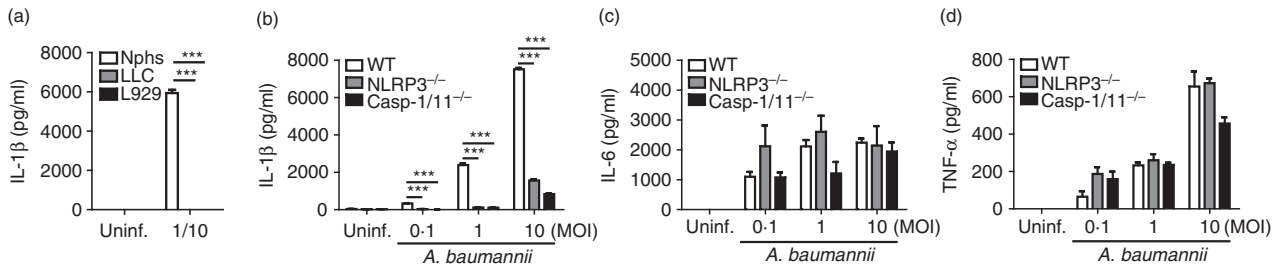 (a)
8000
6000
4000
2000
0
IL-1β (pg/ml)
***
***
Nphs
LLC
L929
Uninf.
1/10
(b)
8000
6000
4000
2000
0
IL-1β (pg/ml)
WT
NLRP3⁻/⁻
Casp-1/11⁻/⁻
***
***
***
***
***
***
Uninf. 0·1 1 10 (MOI)
A. baumannii
(c)
5000
4000
3000
2000
1000
0
IL-6 (pg/ml)
WT
NLRP3⁻/⁻
Casp-1/11⁻/⁻
Uninf. 0·1 1 10 (MOI)
A. baumannii
(d)
800
600
400
200
0
TNF-α (pg/ml)
WT
NLRP3⁻/⁻
Casp-1/11⁻/⁻
Uninf. 0·1 1 10 (MOI)
A. baumannii